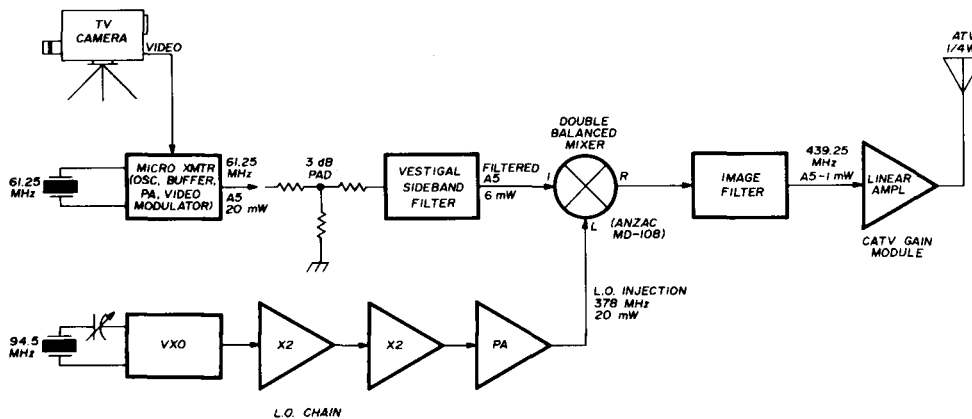 TV
CAMERA
VIDEO
61.25
MHz
MICRO XMTR
(OSC, BUFFER,
PA, VIDEO
MODULATOR)
61.25
MHz
A5
20 mW
3 dB
PAD
VESTIGAL
SIDEBAND
FILTER
FILTERED
A5
6 mW
DOUBLE
BALANCED
MIXER
I
R
L
(ANZAC
MD-108)
IMAGE
FILTER
439.25
MHz
A5-1 mW
LINEAR
AMPL
CATV GAIN
MODULE
ATV
1/4W
94.5
MHz
VXO
X2
X2
PA
L.O. INJECTION
378 MHz
20 mW
L.O. CHAIN